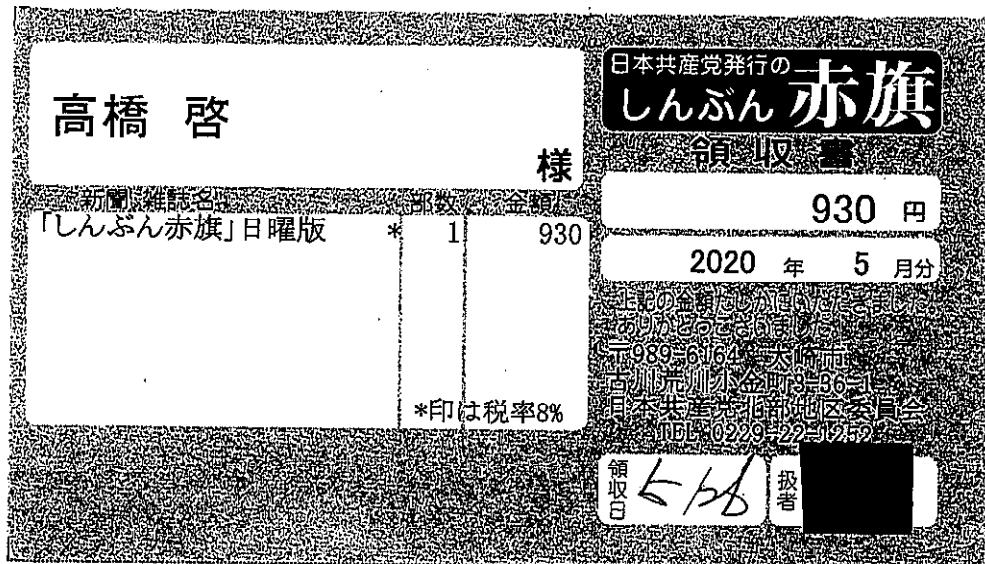 高橋 啓
様
新聞、雑誌名 部数 金額
「しんぶん赤旗」日曜版 * 1 930
*印は税率8%
日本共産党発行の
しんぶん 赤旗
領収書
930 円
2020 年 5 月分
上記の金額たしかにいただきました
ありがとうございました
〒989-6164 大崎市
古川荒川小金町3-36-1
日本共産党北部地区委員会
TEL 0229-22-1252
領収日
扱者